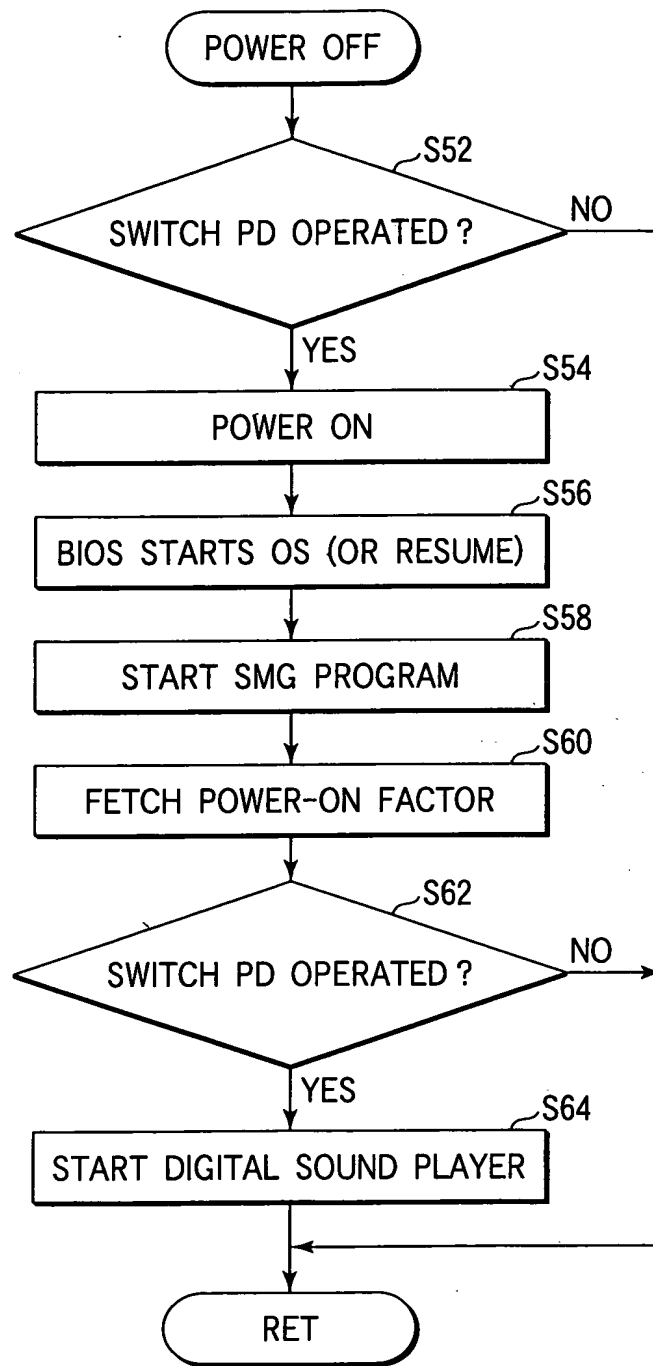 POWER OFF
S52
SWITCH PD OPERATED?
NO
YES
S54
POWER ON
S56
BIOS STARTS OS (OR RESUME)
S58
START SMG PROGRAM
S60
FETCH POWER-ON FACTOR
S62
SWITCH PD OPERATED?
NO
YES
S64
START DIGITAL SOUND PLAYER
RET